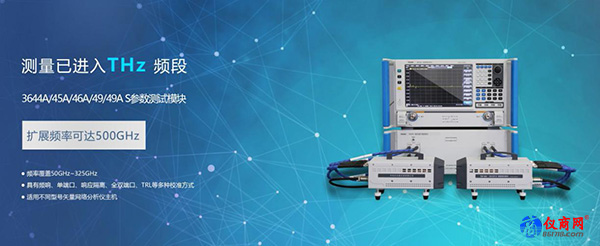 测量已进入THz 频段
3644A/45A/46A/49/49A S参数测试模块
扩展频率可达500GHz
频率覆盖50GHz~325GHz
具有频响、单端口、响应隔离、全双端口、TRL等多种校准方式
适用不同型号矢量网络分析仪主机
仪商网